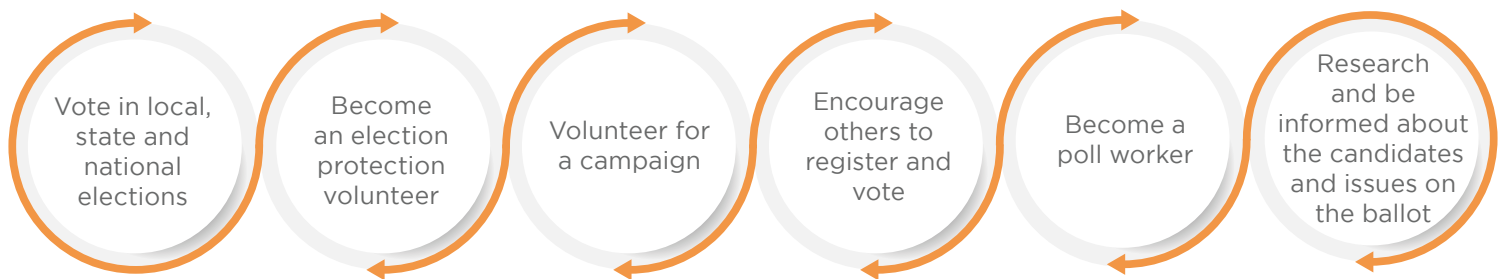 Vote in local,
state and
national
elections
Become
an election
protection
volunteer
Volunteer for
a campaign
Encourage
others to
register and
vote
Become a
poll worker
Research
and be
informed about
the candidates
and issues on
the ballot